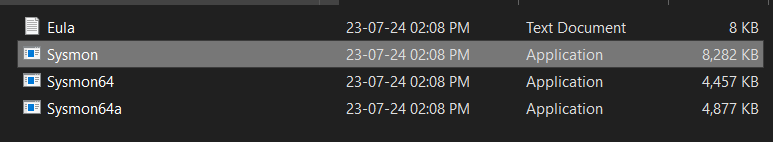 Eula 23-07-24 02:08 PM Text Document 8 KB
Sysmon 23-07-24 02:08 PM Application 8,282 KB
Sysmon64 23-07-24 02:08 PM Application 4,457 KB
Sysmon64a 23-07-24 02:08 PM Application 4,877 KB